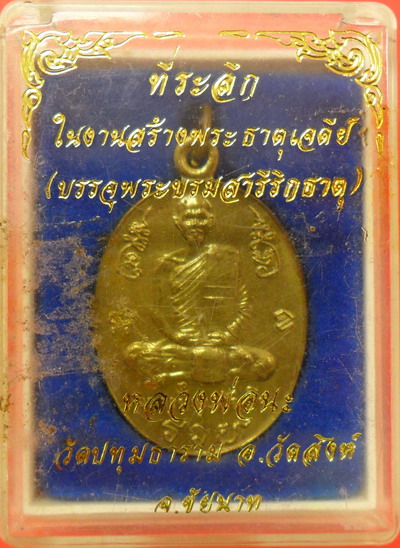 ที่ระลึก
ในงานสร้างพระธาตุเจดีย์
(บรรจุพระบรมสารีริกธาตุ)
หลวงพ่อนะ
วัดปทุมธาราม อ.วัดสิงห์
จ.ชัยนาท